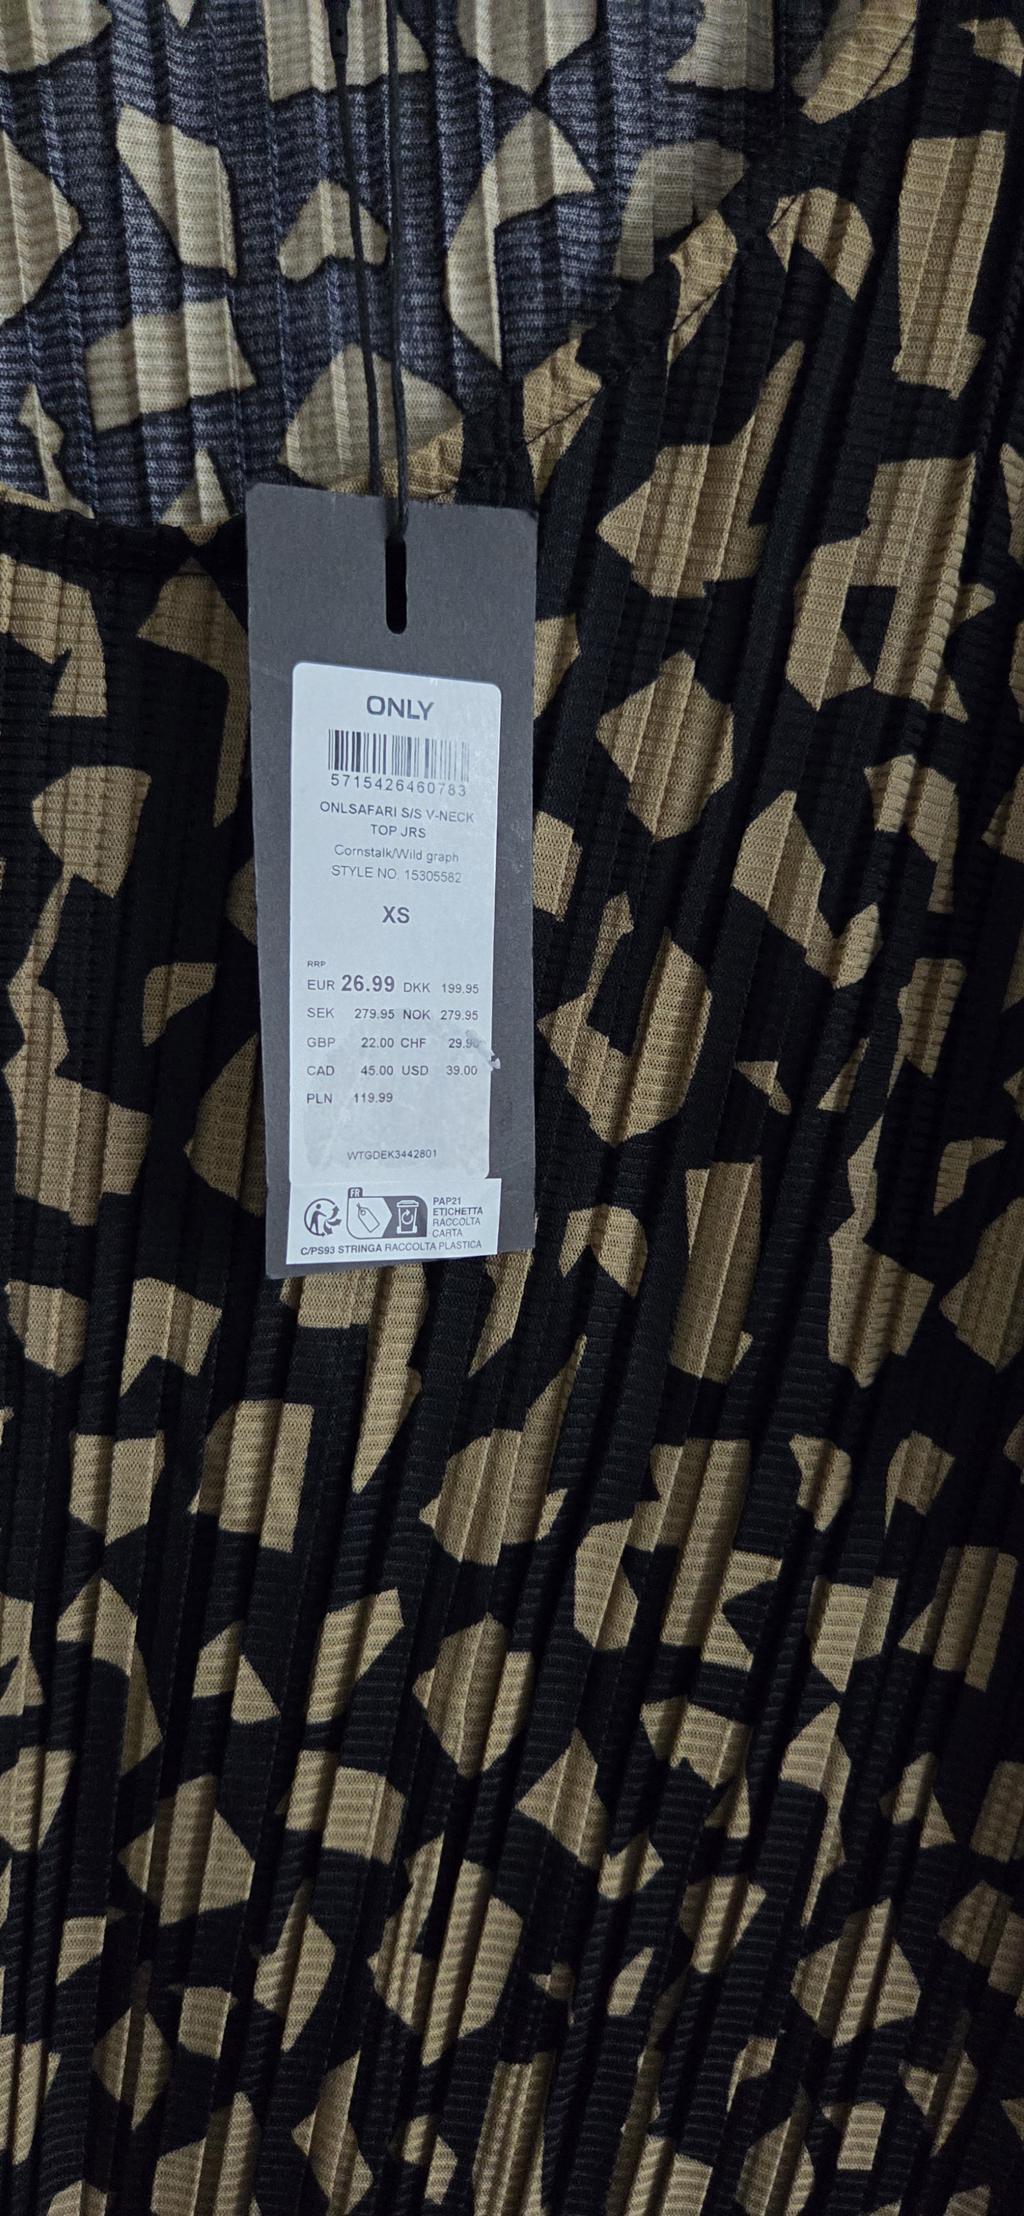 ONLY
5715426460783
ONLSAFARI S/S V-NECK
TOP JRS
Cornstalk/Wild graph
STYLE NO. 15305582
XS
RRP
EUR 26.99 DKK 199.95
SEK 279.95 NOK 279.95
GBP 22.00 CHF 29.90
CAD 45.00 USD 39.00
PLN 119.99
WTGDEK3442801
FR
PAP21
ETICHETTA
RACCOLTA
CARTA
C/PS93 STRINGA RACCOLTA PLASTICA